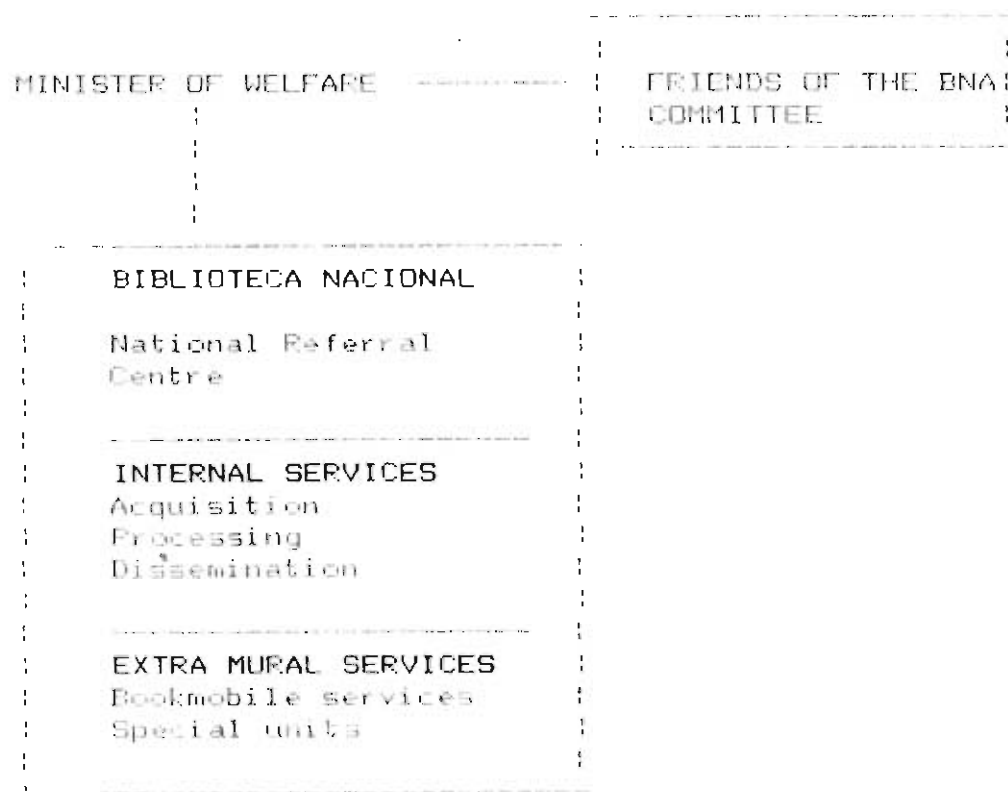 MINISTER OF WELFARE
FRIENDS OF THE BNA
COMMITTEE
BIBLIOTECA NACIONAL
National Referral
Centre
INTERNAL SERVICES
Acquisition
Processing
Dissemination
EXTRA MURAL SERVICES
Bookmobile services
Special units